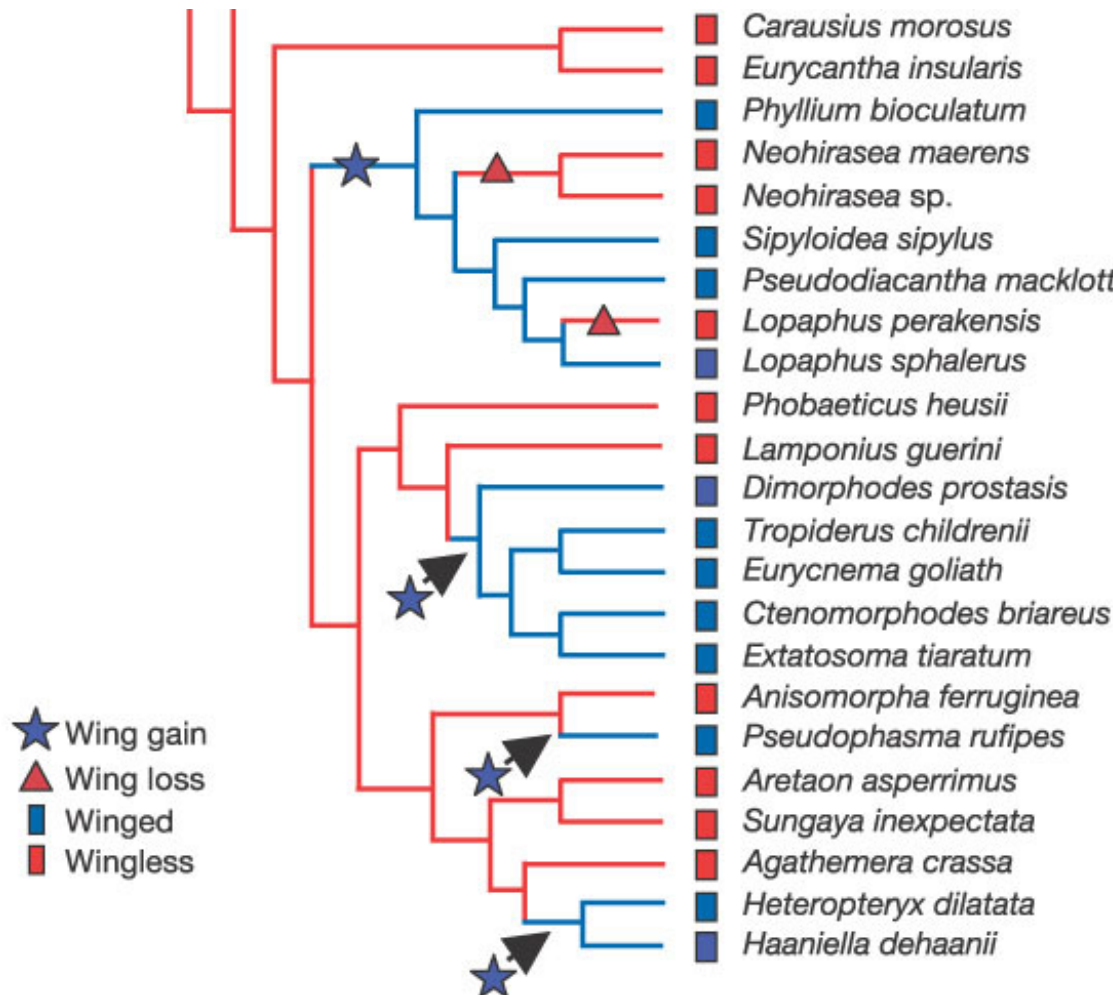 Carausius morosus
Eurycantha insularis
Phyllium bioculatum
Neohirasea maerens
Neohirasea sp.
Sipyloidea sipylus
Pseudodiacantha macklott
Lopaphus perakensis
Lopaphus sphalerus
Phobaeticus heusii
Lamponius guerini
Dimorphodes prostasis
Tropiderus childrenii
Eurycnema goliath
Ctenomorphodes briareus
Extatosoma tiaratum
Anisomorpha ferruginea
Pseudophasma rufipes
Aretaon asperrimus
Sungaya inexpectata
Agathemera crassa
Heteropteryx dilatata
Haaniella dehaanii
Wing gain
Wing loss
Winged
Wingless